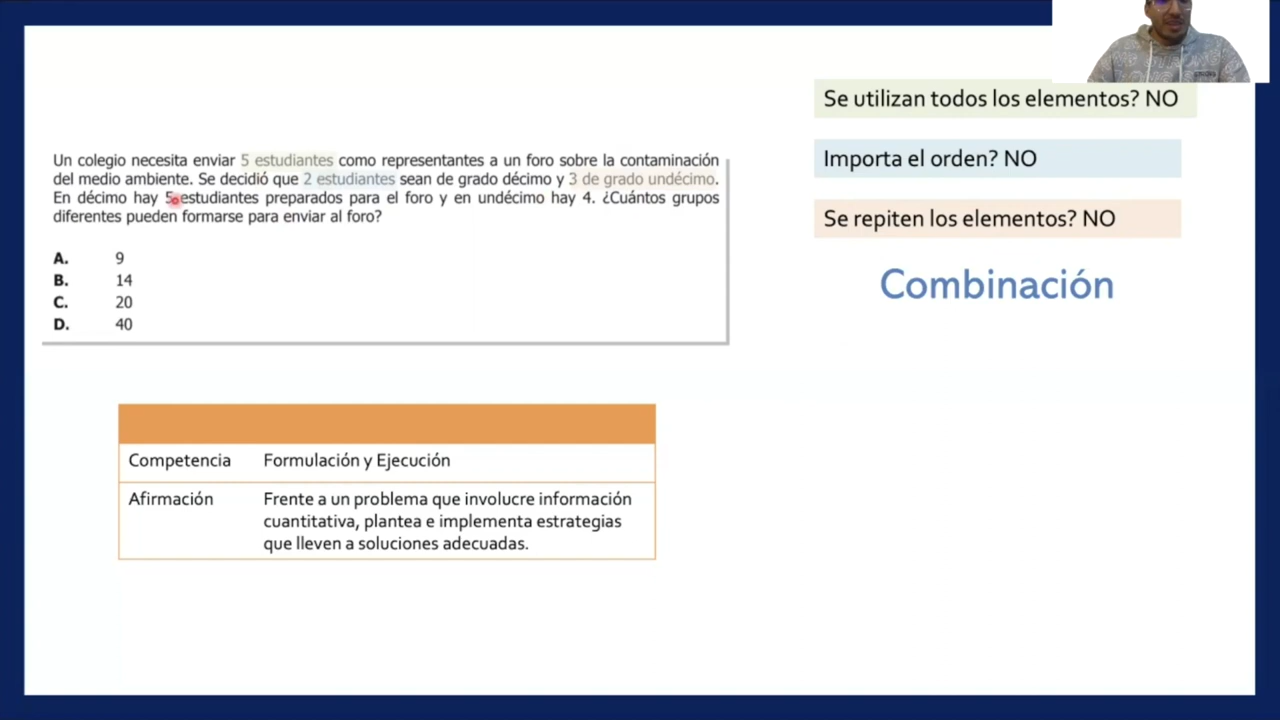 Un colegio necesita enviar 5 estudiantes como representantes a un foro sobre la contaminación
del medio ambiente. Se decidió que 2 estudiantes sean de grado décimo y 3 de grado undécimo.
En décimo hay 5 estudiantes preparados para el foro y en undécimo hay 4. ¿Cuántos grupos
diferentes pueden formarse para enviar al foro?
A. 9
B. 14
C. 20
D. 40
Se utilizan todos los elementos? NO
Importa el orden? NO
Se repiten los elementos? NO
Combinación
Competencia Formulación y Ejecución
Afirmación Frente a un problema que involucre información
cuantitativa, plantea e implementa estrategias
que lleven a soluciones adecuadas.